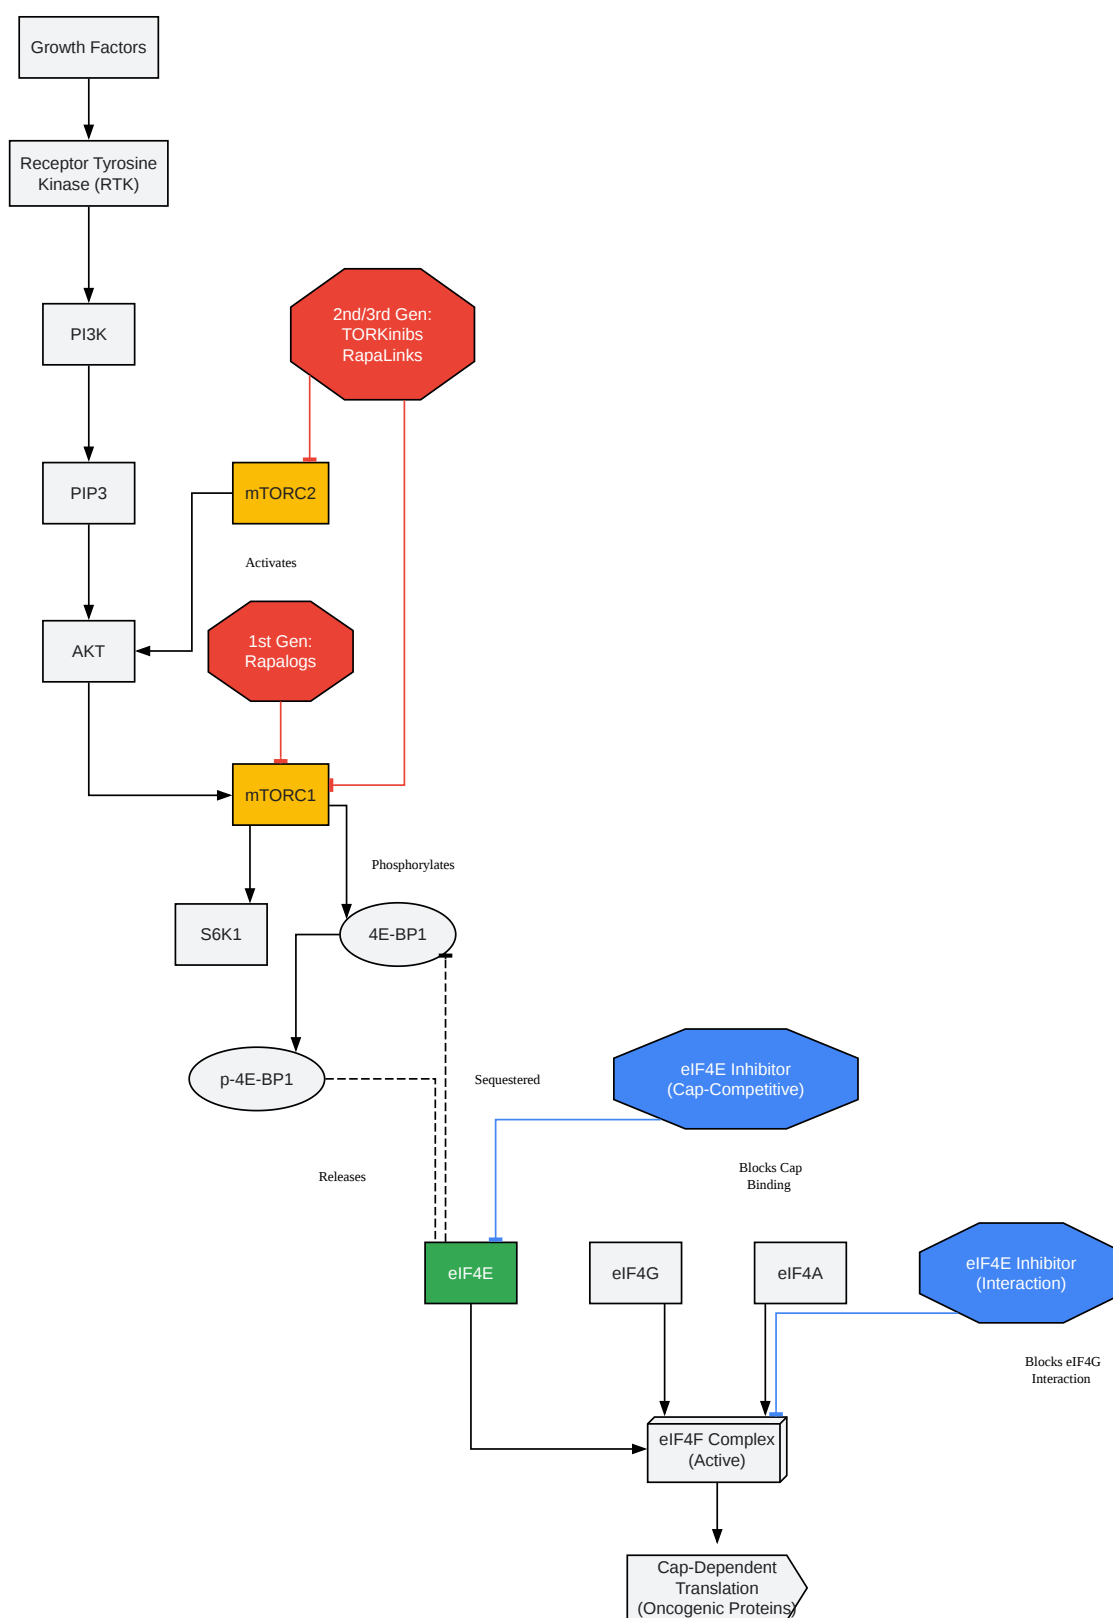 Growth Factors
Receptor Tyrosine
Kinase (RTK)
2nd/3rd Gen:
TORKinibs
RapaLinks
PI3K
PIP3
mTORC2
Activates
AKT
1st Gen:
Rapalogs
mTORC1
Phosphorylates
S6K1
4E-BP1
p-4E-BP1
Sequestered
eIF4E Inhibitor
(Cap-Competitive)
Releases
Blocks Cap
Binding
eIF4E
eIF4G
eIF4A
eIF4E Inhibitor
(Interaction)
Blocks eIF4G
Interaction
eIF4F Complex
(Active)
Cap-Dependent
Translation
(Oncogenic Proteins)